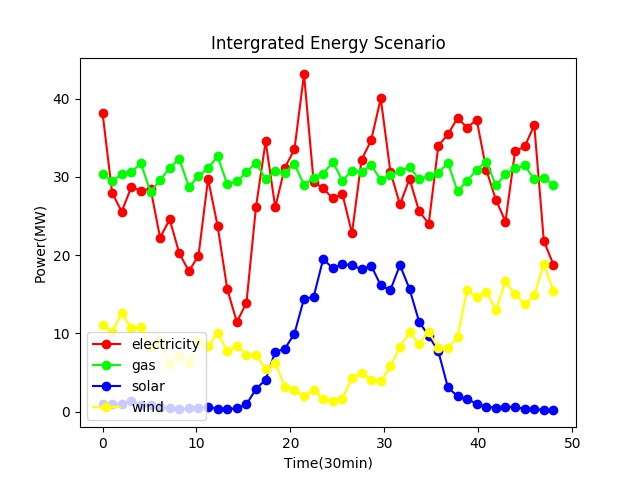 Intergrated Energy Scenario
Power(MW)
40
30
20
10
0
electricity
gas
solar
wind
0 10 20 30 40 50
Time(30min)